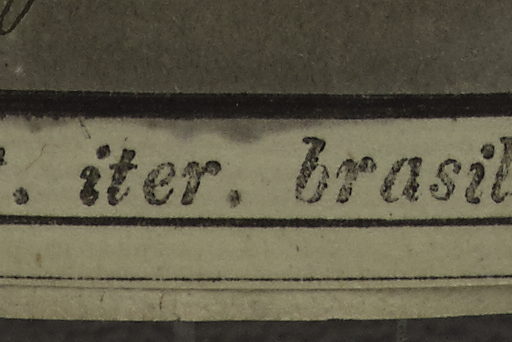 . iter. brasil